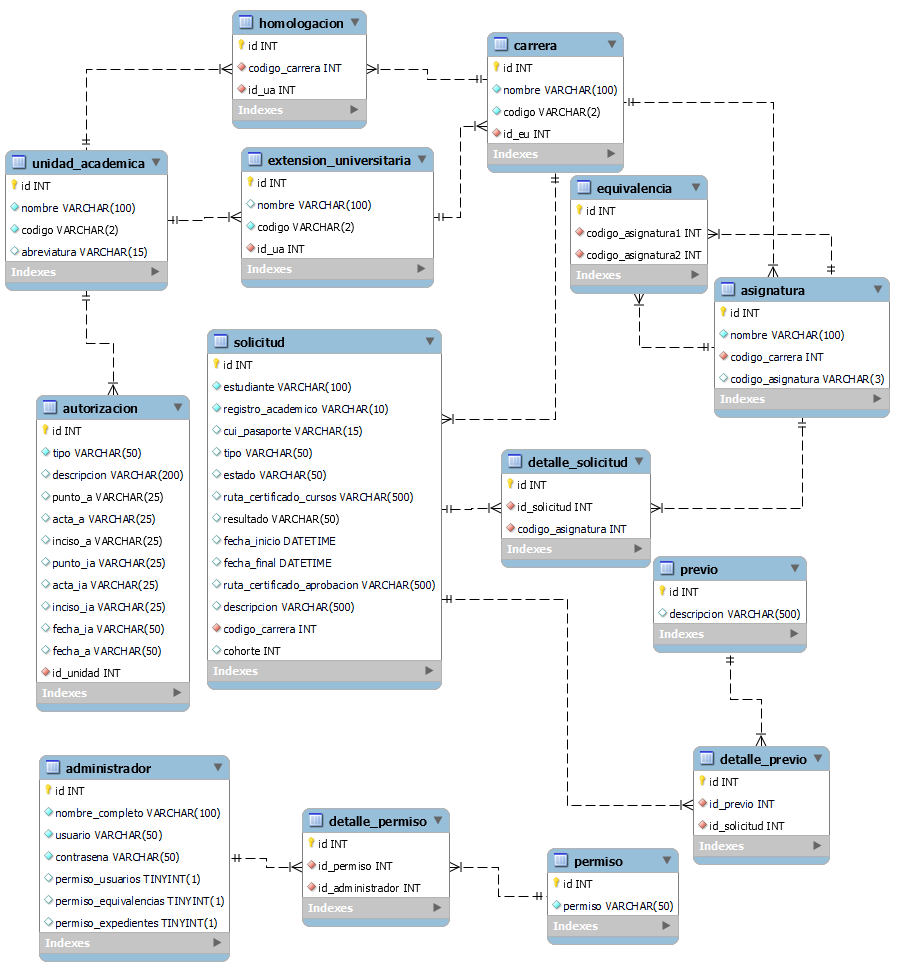 homologacion
id INT
codigo_carrera INT
id_ua INT
Indexes
carrera
id INT
nombre VARCHAR(100)
codigo VARCHAR(2)
id_eu INT
Indexes
unidad_academica
id INT
nombre VARCHAR(100)
codigo VARCHAR(2)
abreviatura VARCHAR(15)
Indexes
extension_universitaria
id INT
nombre VARCHAR(100)
codigo VARCHAR(2)
id_ua INT
Indexes
equivalencia
id INT
codigo_asignatura1 INT
codigo_asignatura2 INT
Indexes
asignatura
id INT
nombre VARCHAR(100)
codigo_carrera INT
codigo_asignatura VARCHAR(3)
Indexes
solicitud
id INT
estudiante VARCHAR(100)
registro_academico VARCHAR(10)
cui_pasaporte VARCHAR(15)
tipo VARCHAR(50)
estado VARCHAR(50)
ruta_certificado_cursos VARCHAR(500)
resultado VARCHAR(50)
fecha_inicio DATETIME
fecha_final DATETIME
ruta_certificado_aprobacion VARCHAR(500)
descripcion VARCHAR(500)
codigo_carrera INT
cohorte INT
Indexes
autorizacion
id INT
tipo VARCHAR(50)
descripcion VARCHAR(200)
punto_a VARCHAR(25)
acta_a VARCHAR(25)
inciso_a VARCHAR(25)
punto_ia VARCHAR(25)
acta_ia VARCHAR(25)
inciso_ia VARCHAR(25)
fecha_ia VARCHAR(50)
fecha_a VARCHAR(50)
id_unidad INT
Indexes
detalle_solicitud
id INT
id_solicitud INT
codigo_asignatura INT
Indexes
previo
id INT
descripcion VARCHAR(500)
Indexes
detalle_previo
id INT
id_previo INT
id_solicitud INT
Indexes
administrador
id INT
nombre_completo VARCHAR(100)
usuario VARCHAR(50)
contrasena VARCHAR(50)
permiso_usuarios TINYINT(1)
permiso_equivalencias TINYINT(1)
permiso_expedientes TINYINT(1)
Indexes
detalle_permiso
id INT
id_permiso INT
id_administrador INT
Indexes
permiso
id INT
permiso VARCHAR(50)
Indexes